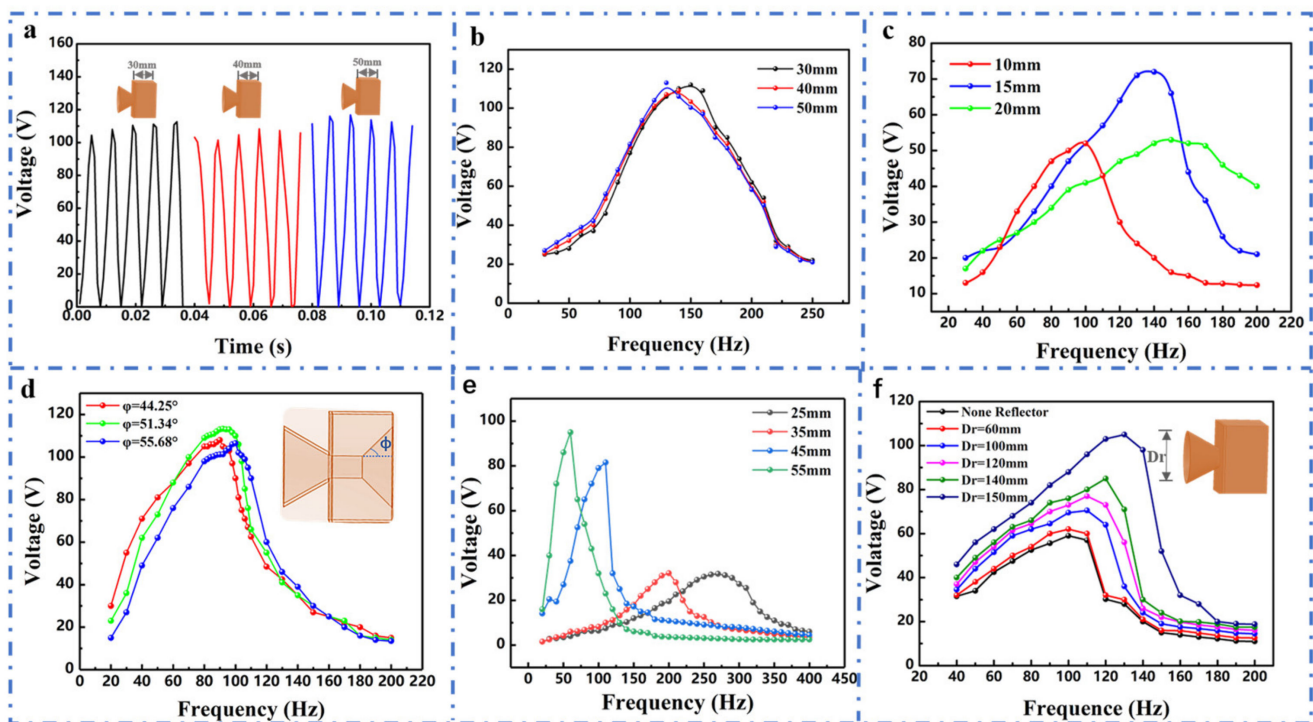 a
160
140
120
100
80
60
40
20
0
Voltage (V)
30mm
40mm
50mm
0.00 0.02 0.04 0.06 0.08 0.10 0.12
Time (s)
b
120
100
80
60
40
20
0
Voltage (V)
30mm
40mm
50mm
0 50 100 150 200 250
Frequency (Hz)
c
80
70
60
50
40
30
20
10
Voltage (V)
10mm
15mm
20mm
20 40 60 80 100 120 140 160 180 200 220
Frequency (Hz)
d
120
100
80
60
40
20
0
Voltage (V)
φ=44.25°
φ=51.34°
φ=55.68°
ϕ
0 20 40 60 80 100 120 140 160 180 200 220
Frequency (Hz)
e
100
80
60
40
20
0
Voltage (V)
25mm
35mm
45mm
55mm
0 50 100 150 200 250 300 350 400 450
Frequency (Hz)
f
120
100
80
60
40
20
0
Volatage (V)
None Reflector
Dr=60mm
Dr=100mm
Dr=120mm
Dr=140mm
Dr=150mm
Dr
40 60 80 100 120 140 160 180 200
Frequence (Hz)